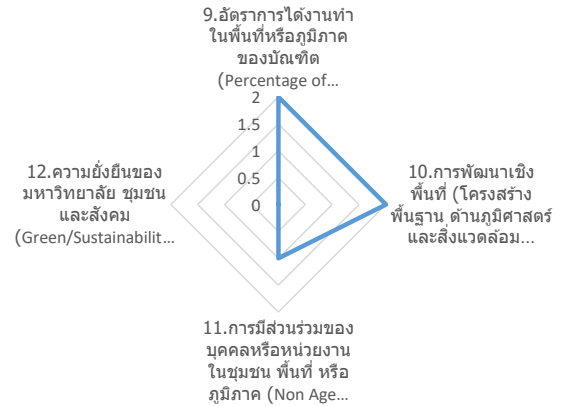 9.อัตราการได้งานทำ
ในพื้นที่หรือภูมิภาค
ของบัณฑิต
(Percentage of...
2
1.5
1
0.5
0
10.การพัฒนาเชิง
พื้นที่ (โครงสร้าง
พื้นฐาน ด้านภูมิศาสตร์
และสิ่งแวดล้อม...
11.การมีส่วนร่วมของ
บุคคลหรือหน่วยงาน
ในชุมชน พื้นที่ หรือ
ภูมิภาค (Non Age...
12.ความยั่งยืนของ
มหาวิทยาลัย ชุมชน
และสังคม
(Green/Sustainabilit...